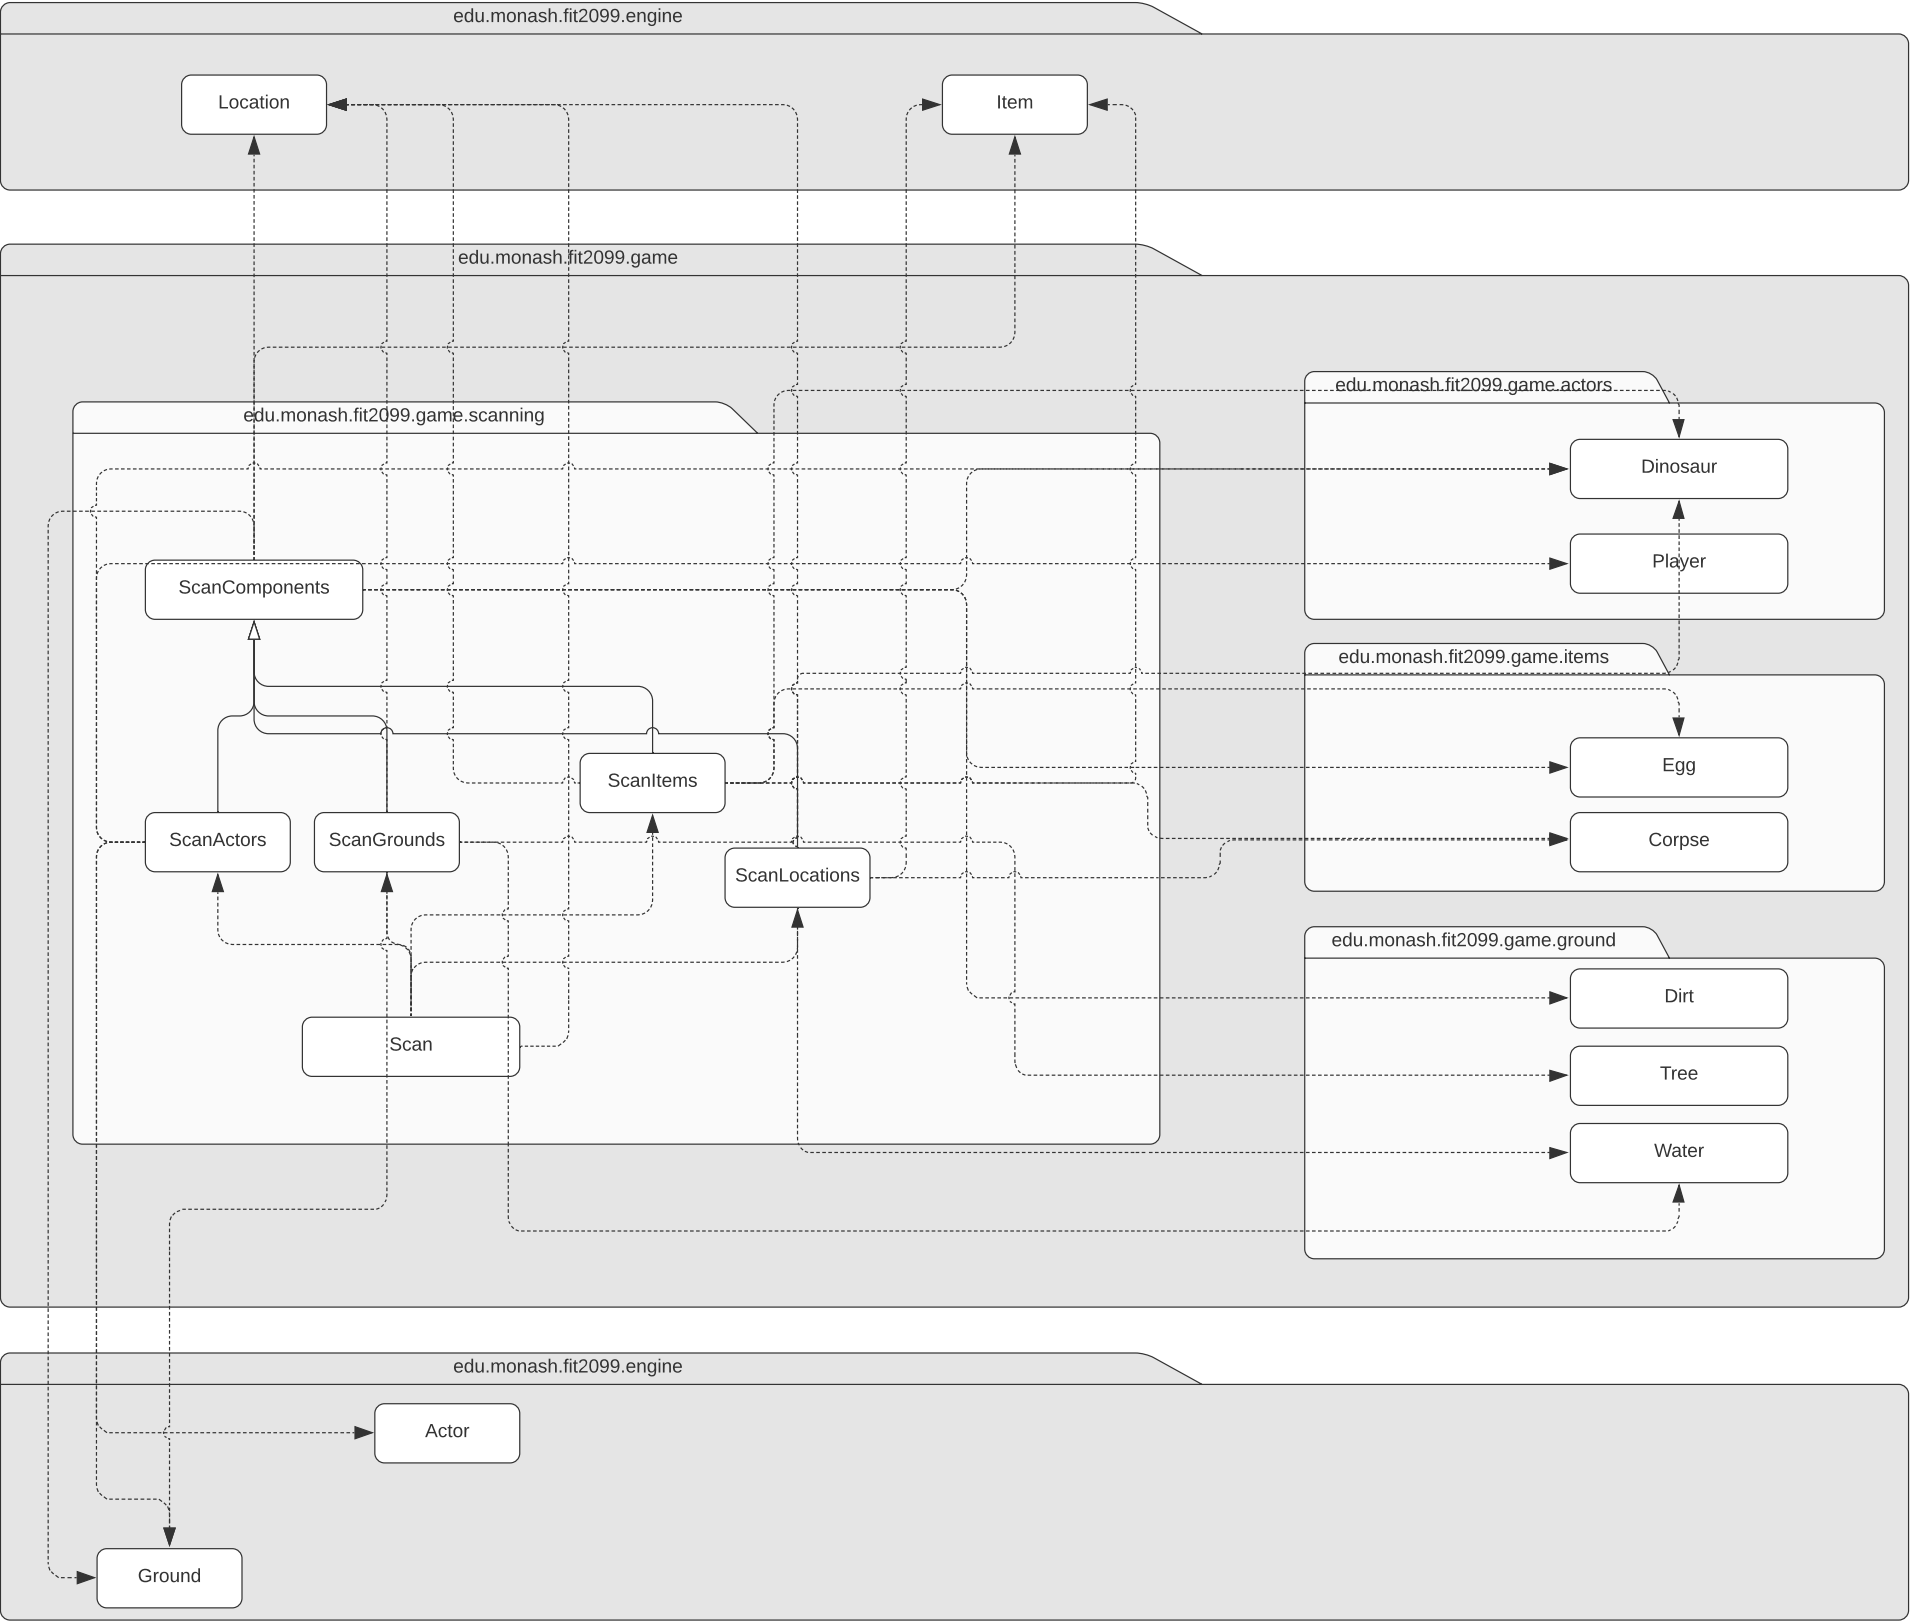 edu.monash.fit2099.engine
Location
Item
edu.monash.fit2099.game
edu.monash.fit2099.game.actors
edu.monash.fit2099.game.scanning
Dinosaur
Player
ScanComponents
edu.monash.fit2099.game.items
Egg
ScanItems
ScanActors
ScanGrounds
Corpse
ScanLocations
edu.monash.fit2099.game.ground
Dirt
Scan
Tree
Water
edu.monash.fit2099.engine
Actor
Ground